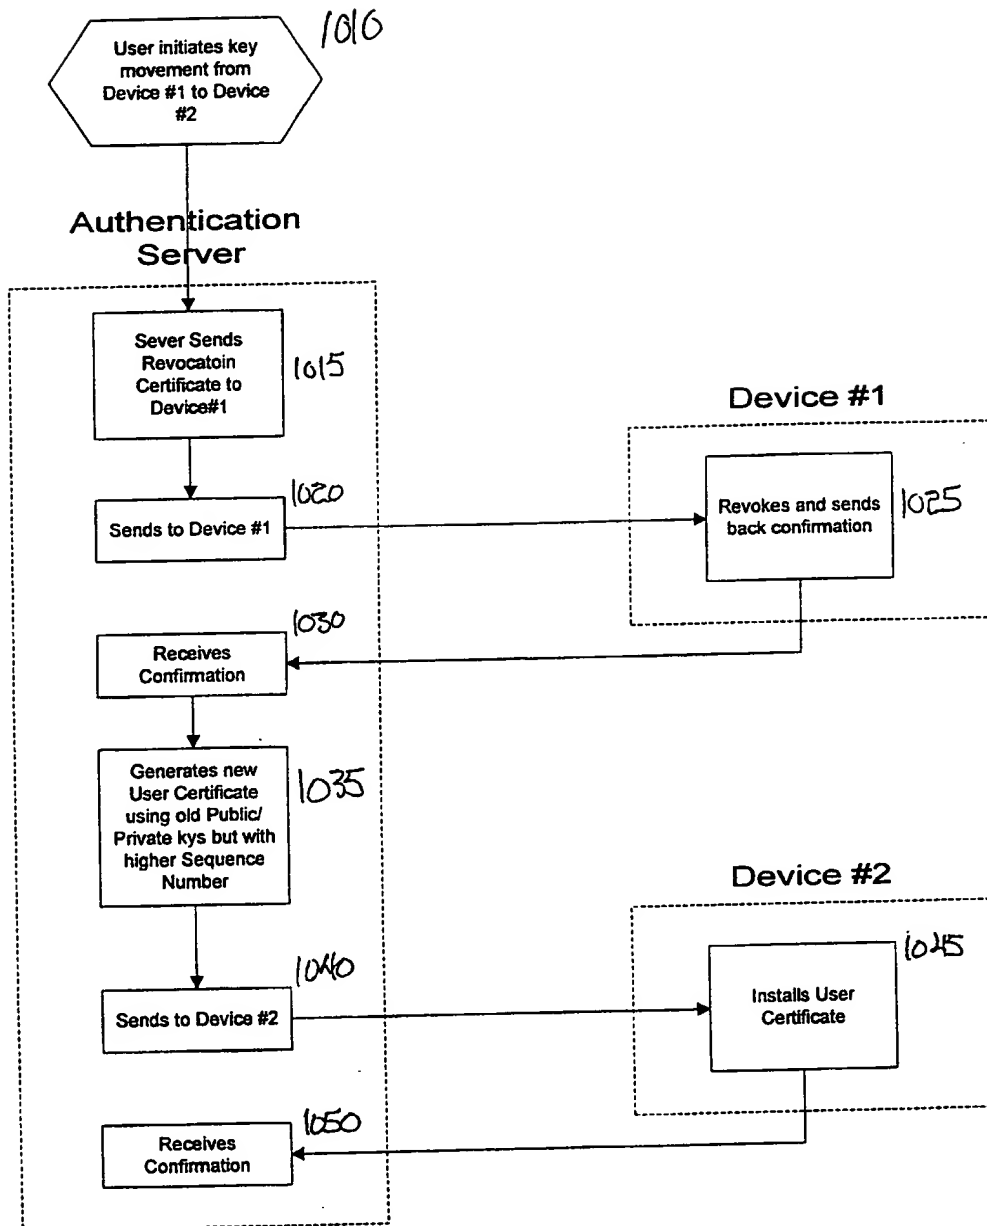 1010
User initiates key
movement from
Device #1 to Device
#2
Authentication
Server
Sever Sends
Revocatoin
Certificate to
Device#1
1015
Device #1
1020
Sends to Device #1
Revokes and sends
back confirmation
1025
1030
Receives
Confirmation
Generates new
User Certificate
using old Public/
Private kys but with
higher Sequence
Number
1035
Device #2
1040
Sends to Device #2
Installs User
Certificate
1045
1050
Receives
Confirmation